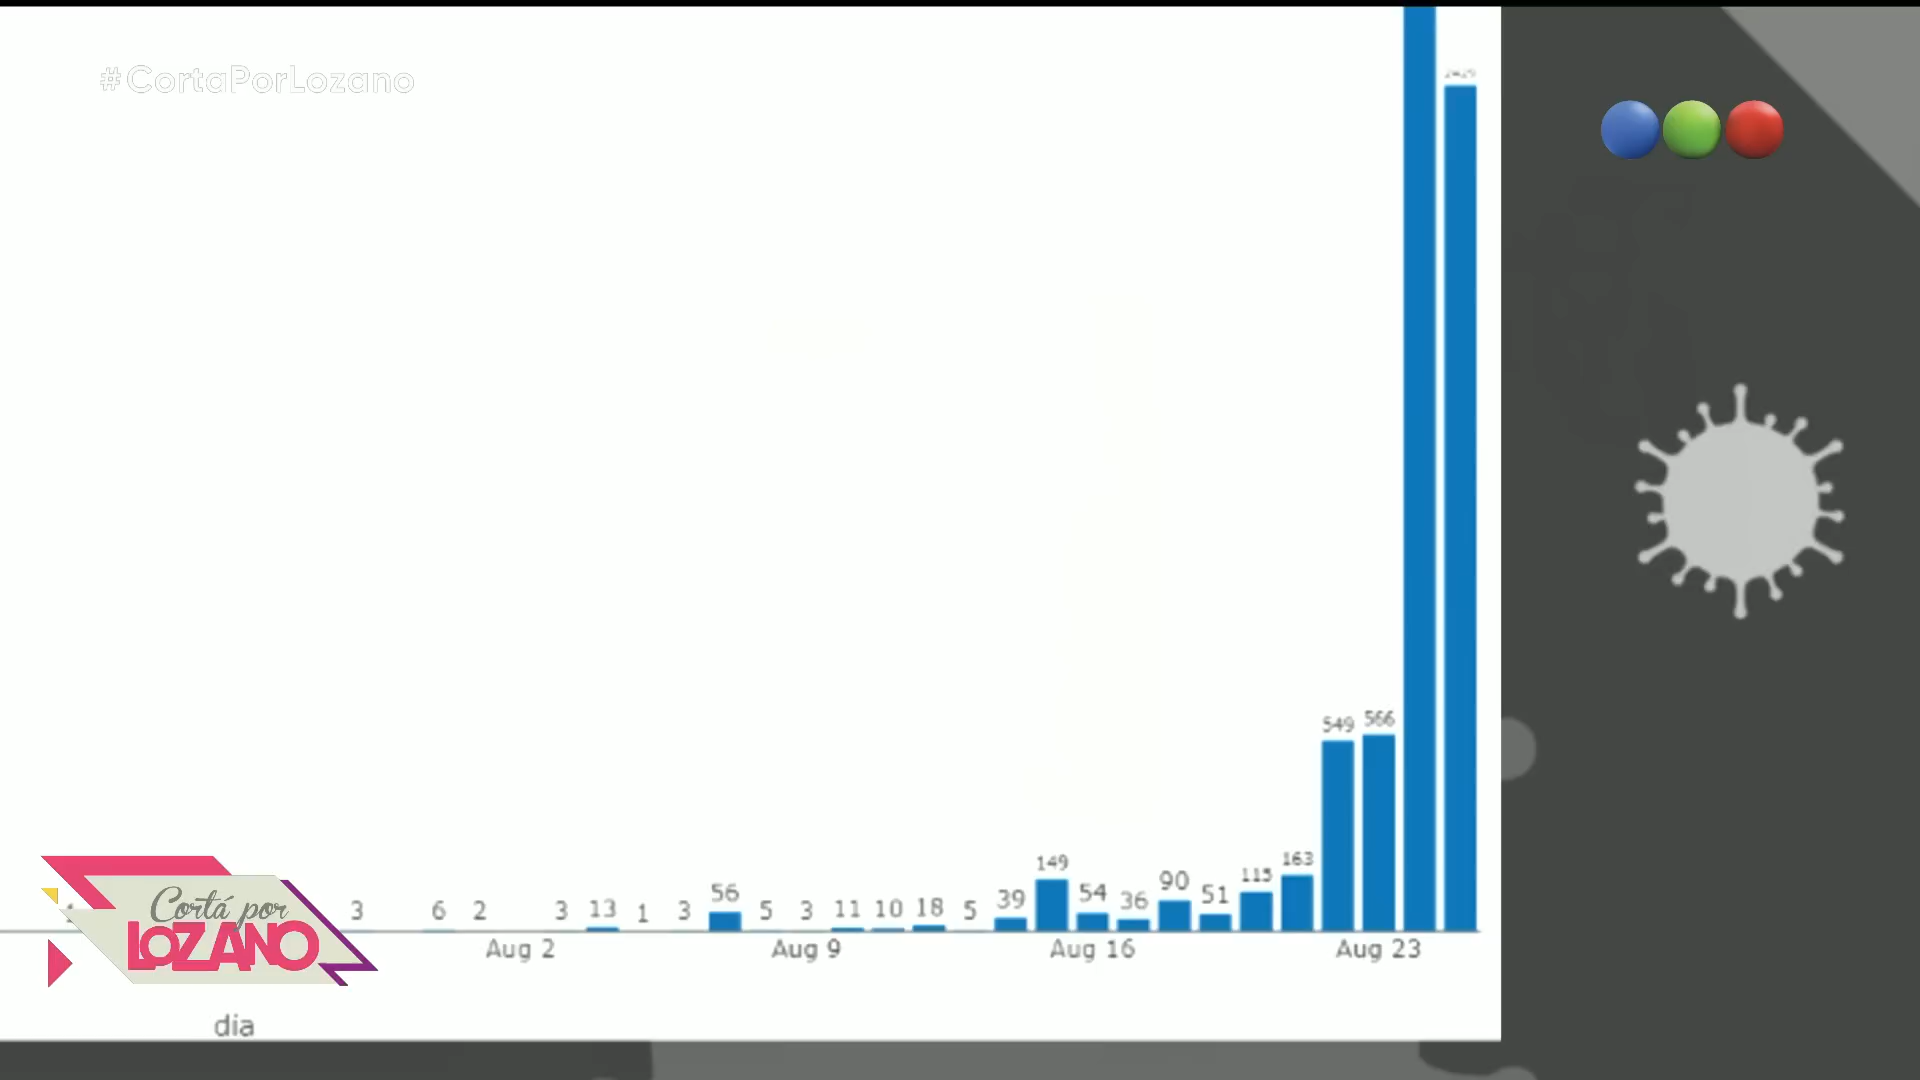 #CortaPorLozano
549 566
149 163
39 54 36 90 51 115
3 6 2 3 13 1 3 56 5 3 11 10 18 5
Aug 2 Aug 9 Aug 16 Aug 23
dia
Cortá por
LOZANO